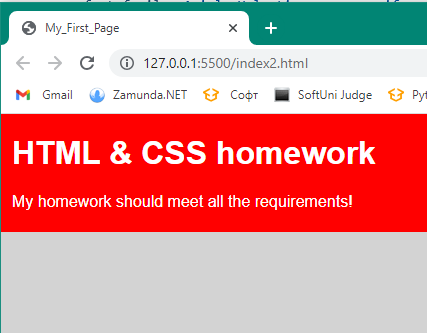 My_First_Page
127.0.0.1:5500/index2.html
Gmail Zamunda.NET Софт SoftUni Judge
HTML & CSS homework
My homework should meet all the requirements!